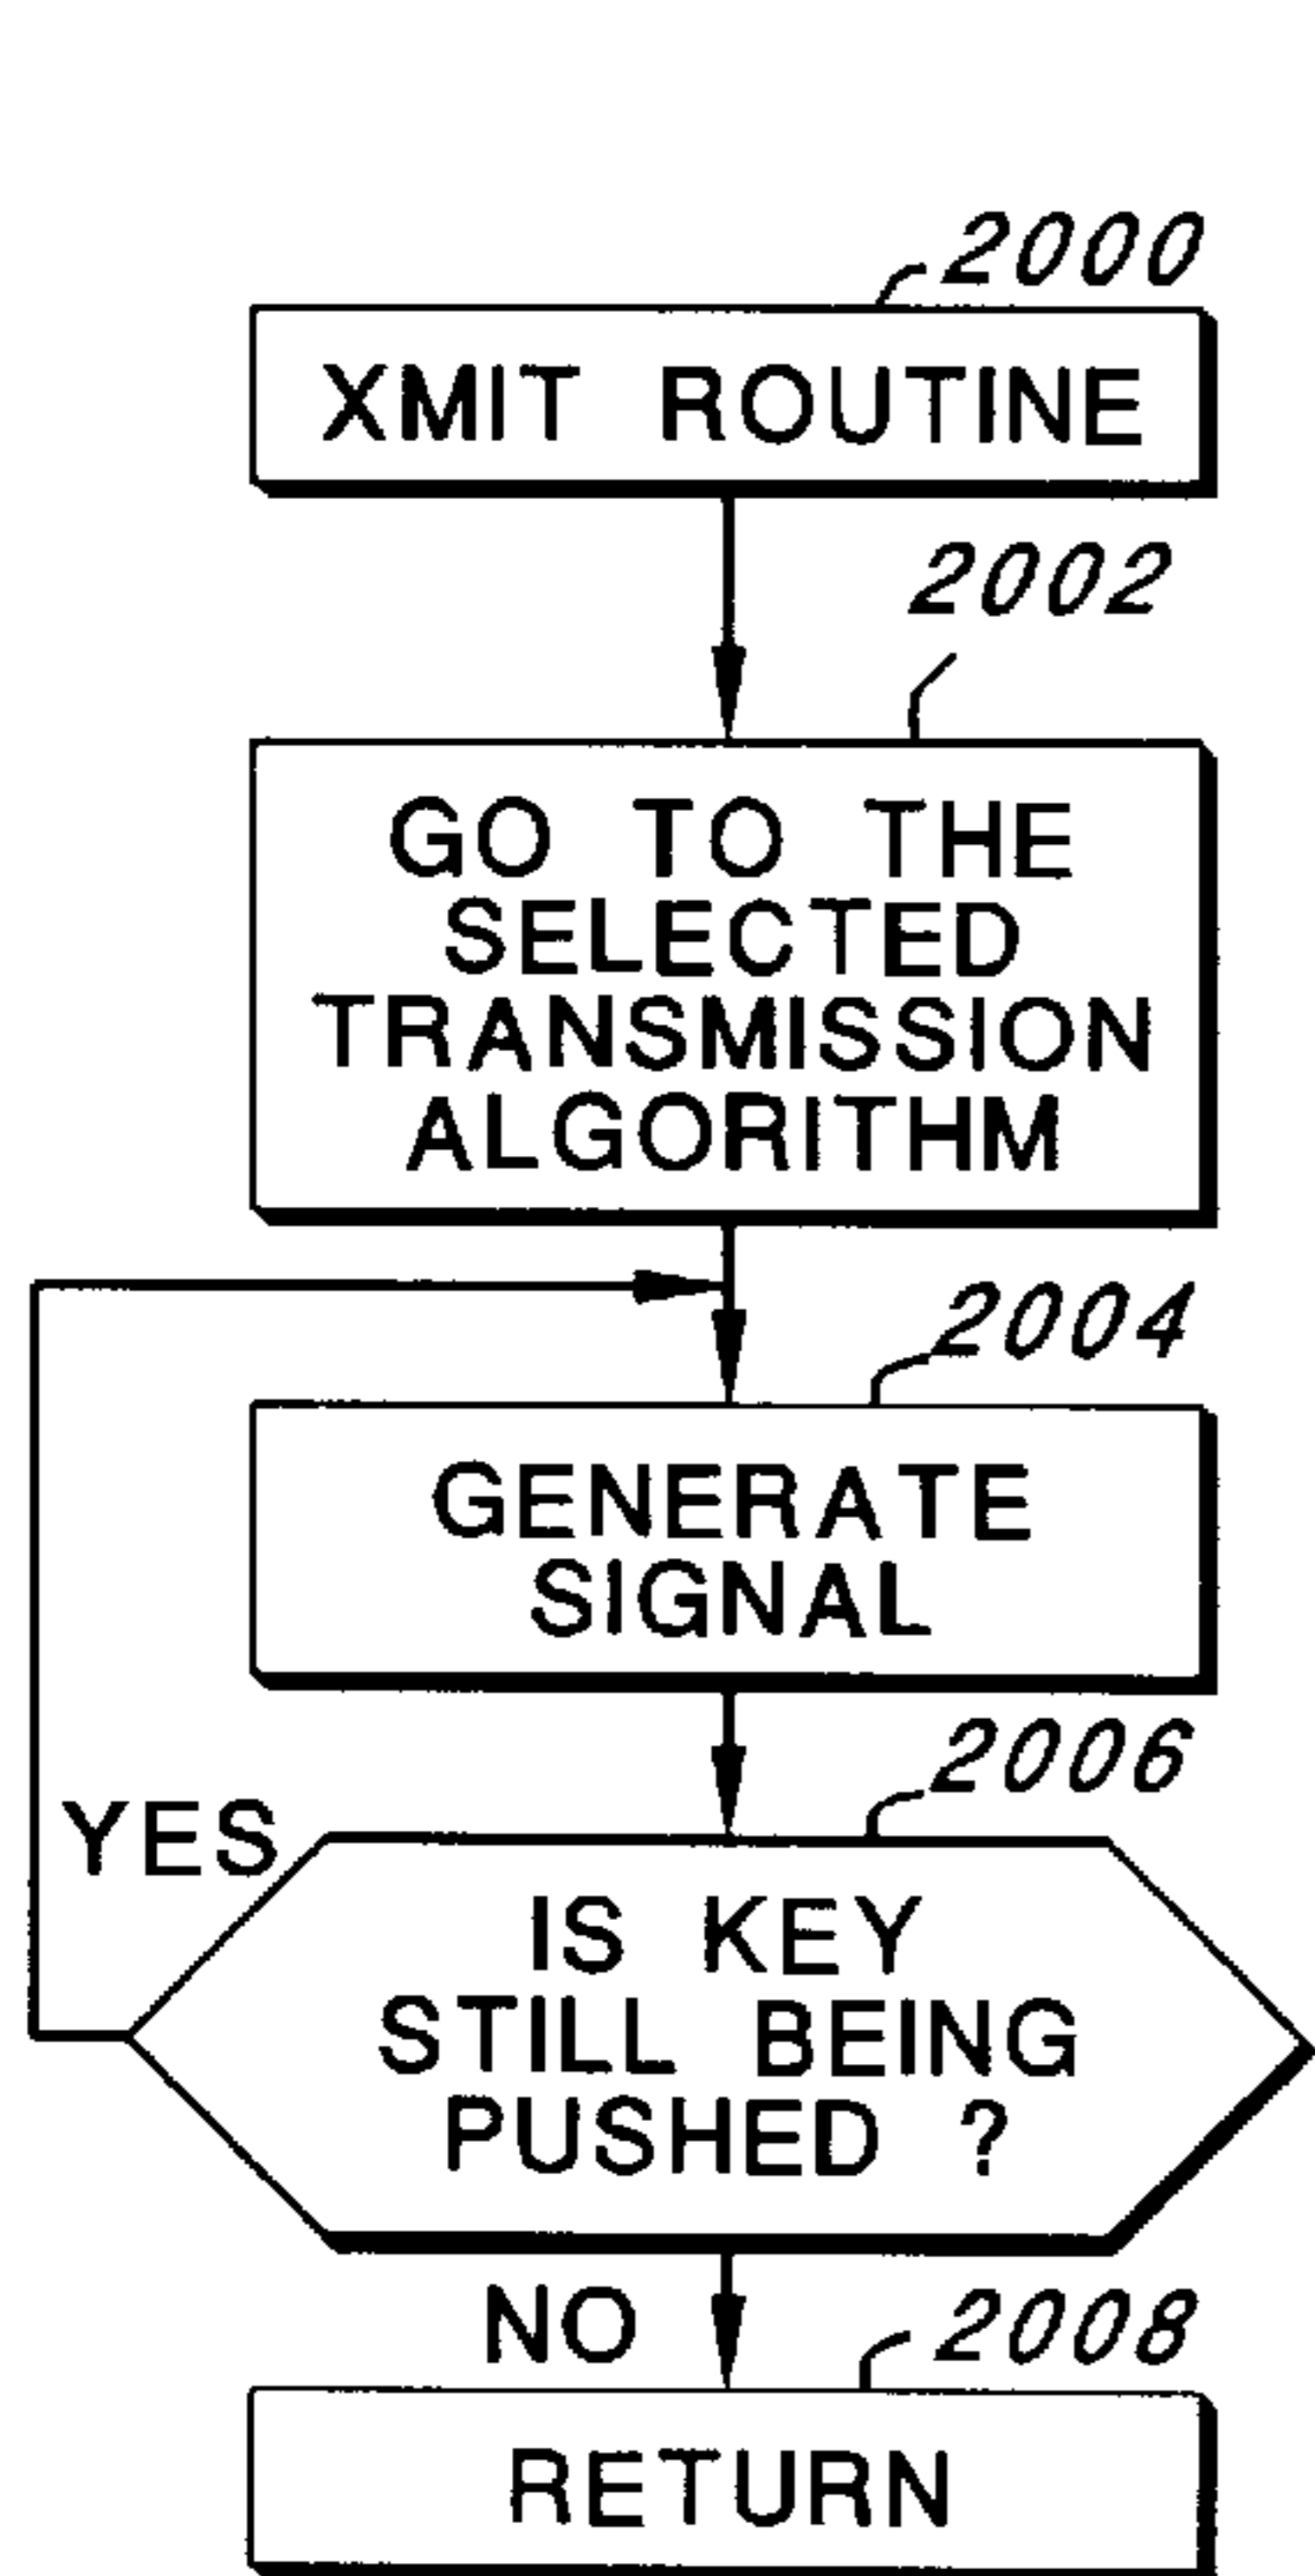 2000
XMIT ROUTINE
2002
GO TO THE
SELECTED
TRANSMISSION
ALGORITHM
2004
GENERATE
SIGNAL
2006
YES
IS KEY
STILL BEING
PUSHED ?
NO
2008
RETURN